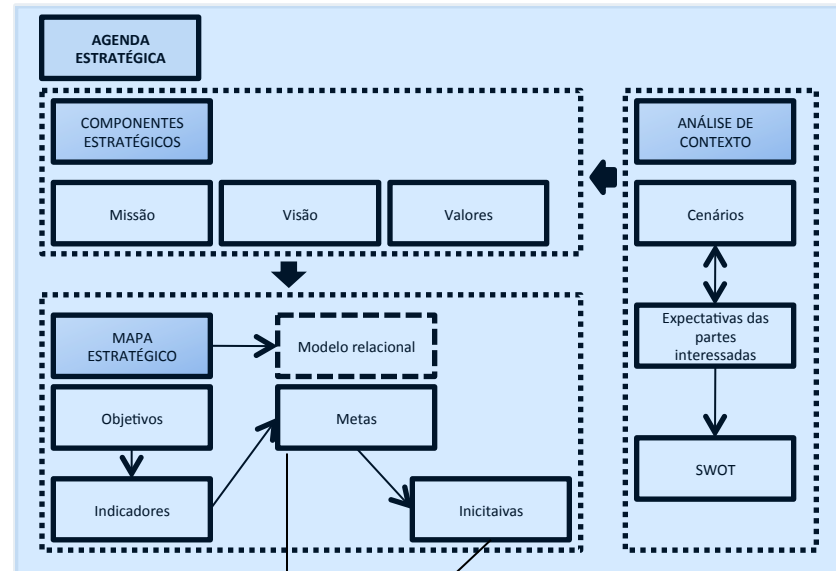 AGENDA
ESTRATÉGICA
COMPONENTES
ESTRATÉGICOS
Missão
Visão
Valores
ANÁLISE DE
CONTEXTO
Cenários
Expectativas das
partes
interessadas
SWOT
MAPA
ESTRATÉGICO
Modelo relacional
Objetivos
Metas
Indicadores
Inicitaivas